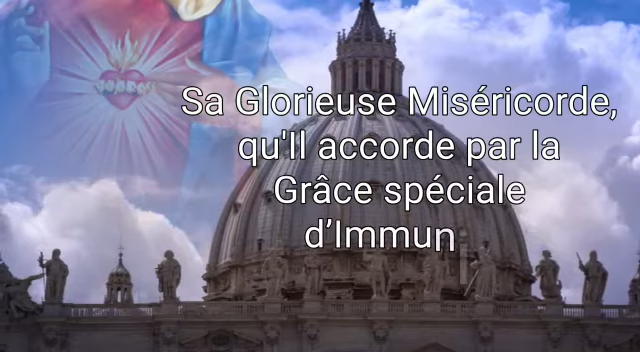 Sa Glorieuse Miséricorde,
qu'Il accorde par la
Grâce spéciale
d’Immun